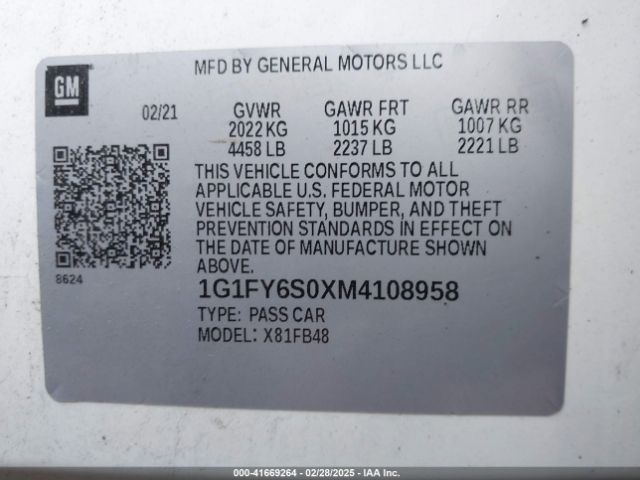 MFD BY GENERAL MOTORS LLC
GM
02/21 GVWR GAWR FRT GAWR RR
2022 KG 1015 KG 1007 KG
4458 LB 2237 LB 2221 LB
THIS VEHICLE CONFORMS TO ALL
APPLICABLE U.S. FEDERAL MOTOR
VEHICLE SAFETY, BUMPER, AND THEFT
PREVENTION STANDARDS IN EFFECT ON
THE DATE OF MANUFACTURE SHOWN
ABOVE.
8624
1G1FY6S0XM4108958
TYPE: PASS CAR
MODEL: X81FB48
000-41669264 - 02/28/2025 - IAA Inc.